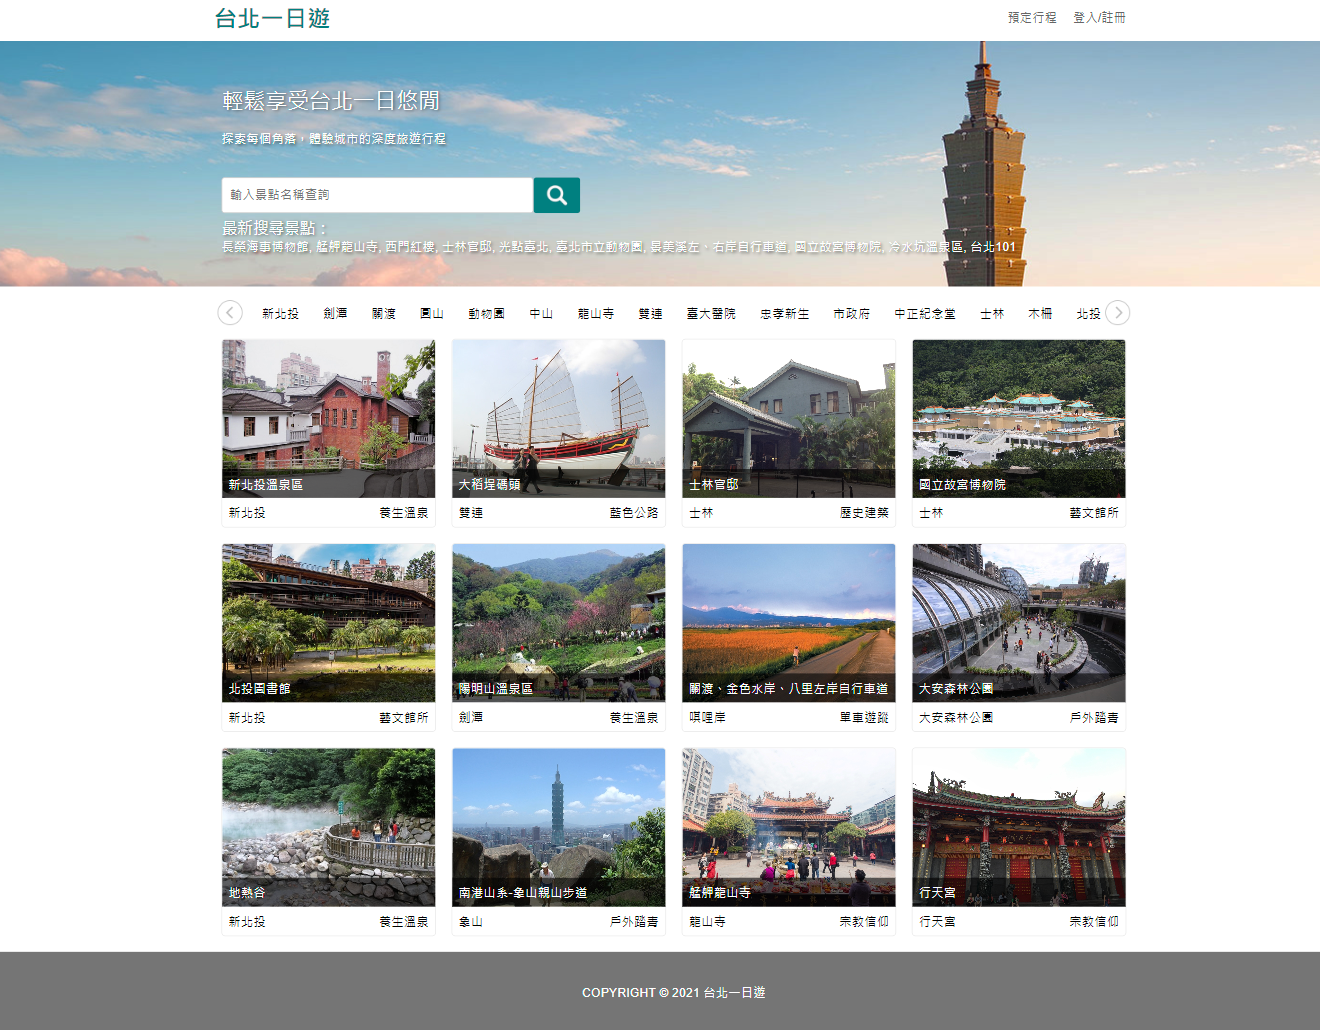 台北一日遊
預定行程 登入/註冊
輕鬆享受台北一日悠閒
探索每個角落，體驗城市的深度旅遊行程
輸入景點名稱查詢
最新搜尋景點：
長榮海事博物館, 艋舺龍山寺, 西門紅樓, 士林官邸, 光點臺北, 臺北市立動物園, 景美溪左、右岸自行車道, 國立故宮博物院, 冷水坑溫泉區, 台北101
新北投 劍潭 關渡 圓山 動物園 中山 龍山寺 雙連 臺大醫院 忠孝新生 市政府 中正紀念堂 士林 木柵 北投
新北投溫泉區 大稻埕碼頭 士林官邸 國立故宮博物院
新北投 養生溫泉 雙連 藍色公路 士林 歷史建築 士林 藝文館所
北投圖書館 陽明山溫泉區 關渡、金色水岸、八里左岸自行車道 大安森林公園
新北投 藝文館所 劍潭 養生溫泉 唭哩岸 單車遊蹤 大安森林公園 戶外踏青
地熱谷 南港山系-象山親山步道 艋舺龍山寺 行天宮
新北投 養生溫泉 象山 戶外踏青 龍山寺 宗教信仰 行天宮 宗教信仰
COPYRIGHT © 2021 台北一日遊